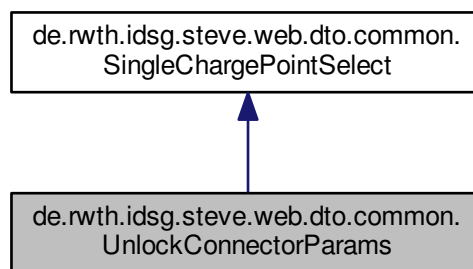 de.rwth.idsg.steve.web.dto.common.
SingleChargePointSelect
de.rwth.idsg.steve.web.dto.common.
UnlockConnectorParams